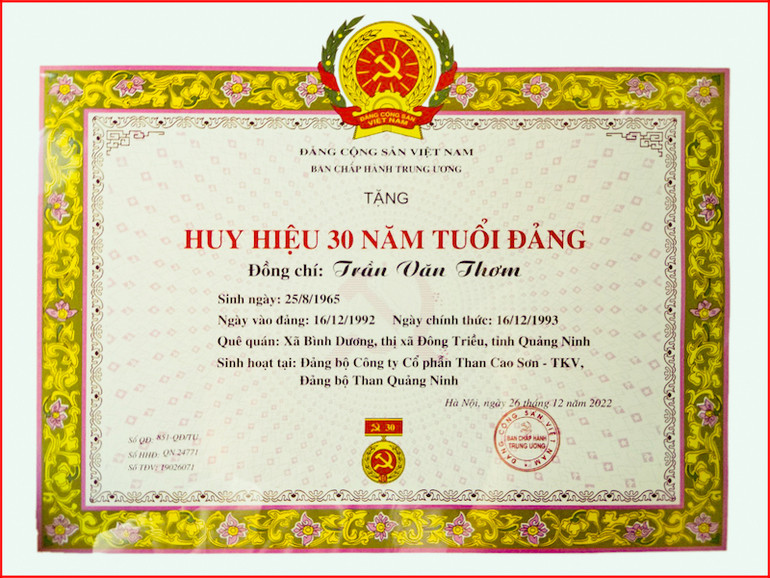 ĐẢNG CỘNG SẢN
VIỆT NAM
ĐẢNG CỘNG SẢN VIỆT NAM
BAN CHẤP HÀNH TRUNG ƯƠNG
TẶNG
HUY HIỆU 30 NĂM TUỔI ĐẢNG
Đồng chí: Trần Văn Thơm
Sinh ngày: 25/8/1965
Ngày vào đảng: 16/12/1992 Ngày chính thức: 16/12/1993
Quê quán: Xã Bình Dương, thị xã Đông Triều, tỉnh Quảng Ninh
Sinh hoạt tại: Đảng bộ Công ty Cổ phần Than Cao Sơn - TKV,
Đảng bộ Than Quảng Ninh
Hà Nội, ngày 26 tháng 12 năm 2022
Số QĐ: 851-QĐ/TU
Số HHĐ: QN.24771
Số TĐV: 19026071
30
ĐẢNG CỘNG SẢN VIỆT NAM
BAN CHẤP HÀNH
TRUNG ƯƠNG